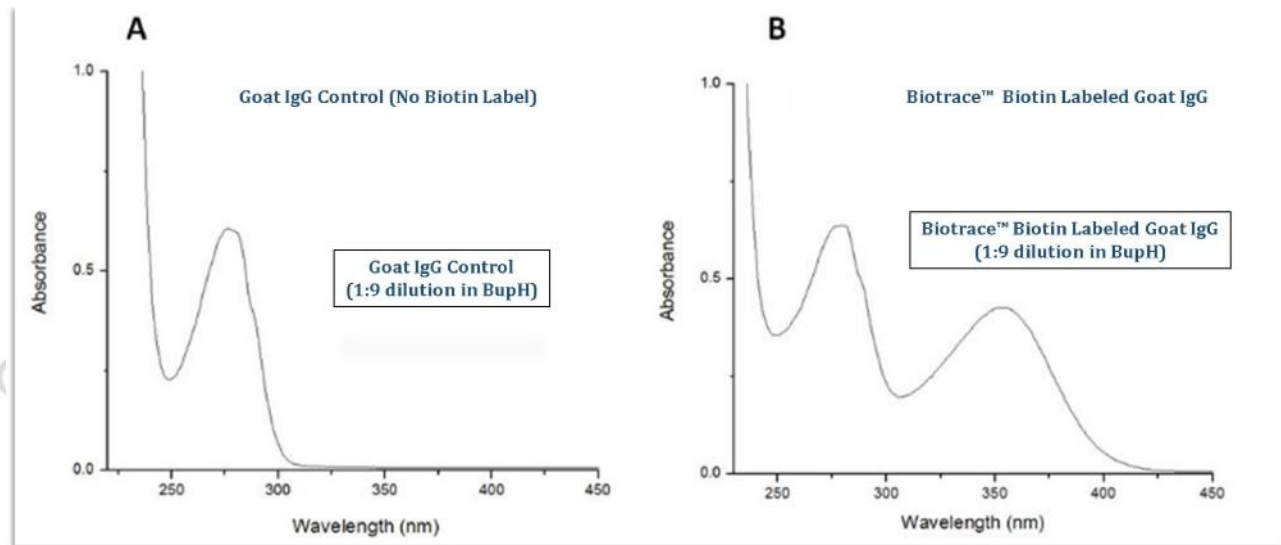 A
Goat IgG Control (No Biotin Label)
Goat IgG Control
(1:9 dilution in BupH)
Absorbance
1.0
0.5
0.0
250
300
350
400
450
Wavelength (nm)
B
Biotrace™ Biotin Labeled Goat IgG
Biotrace™ Biotin Labeled Goat IgG
(1:9 dilution in BupH)
Absorbance
1.0
0.5
0.0
250
300
350
400
450
Wavelength (nm)